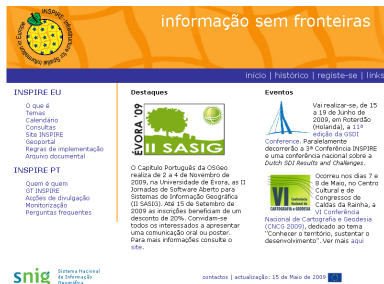 INSPIRE: Infrastructure for Spatial Information in Europe
informação sem fronteiras
início | histórico | registe-se | links
INSPIRE EU
O que é
Temas
Calendário
Consultas
Site INSPIRE
Geoportal
Regras de implementação
Arquivo documental
INSPIRE PT
Quem é quem
GT INSPIRE
Acções de divulgação
Monitorização
Perguntas frequentes
Destaques
ÉVORA '09
II SASIG
O Capítulo Português da OSGeo
realiza de 2 a 4 de Novembro de
2009, na Universidade de Évora, as II
Jornadas de Software Aberto para
Sistemas de Informação Geográfica
(II SASIG). Até 15 de Setembro de
2009 as inscrições beneficiam de um
desconto de 20%. Convidam-se
todos os interessados a apresentar
uma comunicação oral ou poster.
Para mais informações consulte o
site.
Eventos
Vai realizar-se, de 15
a 19 de Junho de
2009, em Roterdão
(Holanda), a 11ª
edição da GSDI
Conference. Paralelamente
decorrerão a 3ª Conferência INSPIRE
e uma conferência nacional sobre a
Dutch SDI Results and Challenges.
VI
CARTOGRAFIA e GEODESIA
Ocorreu nos dias 7 e
8 de Maio, no Centro
Cultural e de
Congressos de
Caldas da Rainha, a
VI Conferência
Nacional de Cartografia e Geodesia
(CNCG 2009), dedicado ao tema
"Conhecer o território, sustentar o
desenvolvimento". Ver mais aqui
snig
Sistema Nacional
de Informação
Geográfica
contactos | actualização: 15 de Maio de 2009